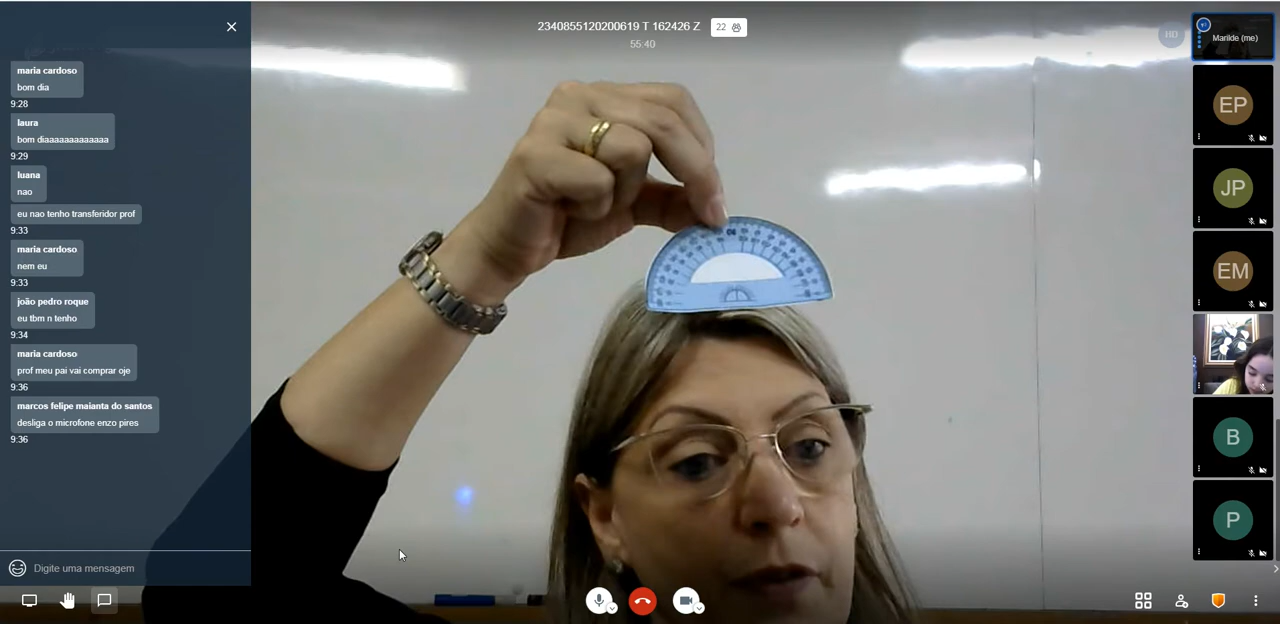 2340855120200619 T 162426 Z
22
55:40
HD
Marilde (me)
maria cardoso
bom dia
9:28
laura
bom diaaaaaaaaaaaaa
9:29
luana
nao
eu nao tenho transferidor prof
9:33
maria cardoso
nem eu
9:33
joão pedro roque
eu tbm n tenho
9:34
maria cardoso
prof meu pai vai comprar oje
9:36
marcos felipe maianta do santos
desliga o microfone enzo pires
9:36
Digite uma mensagem
90
EP
JP
EM
B
P